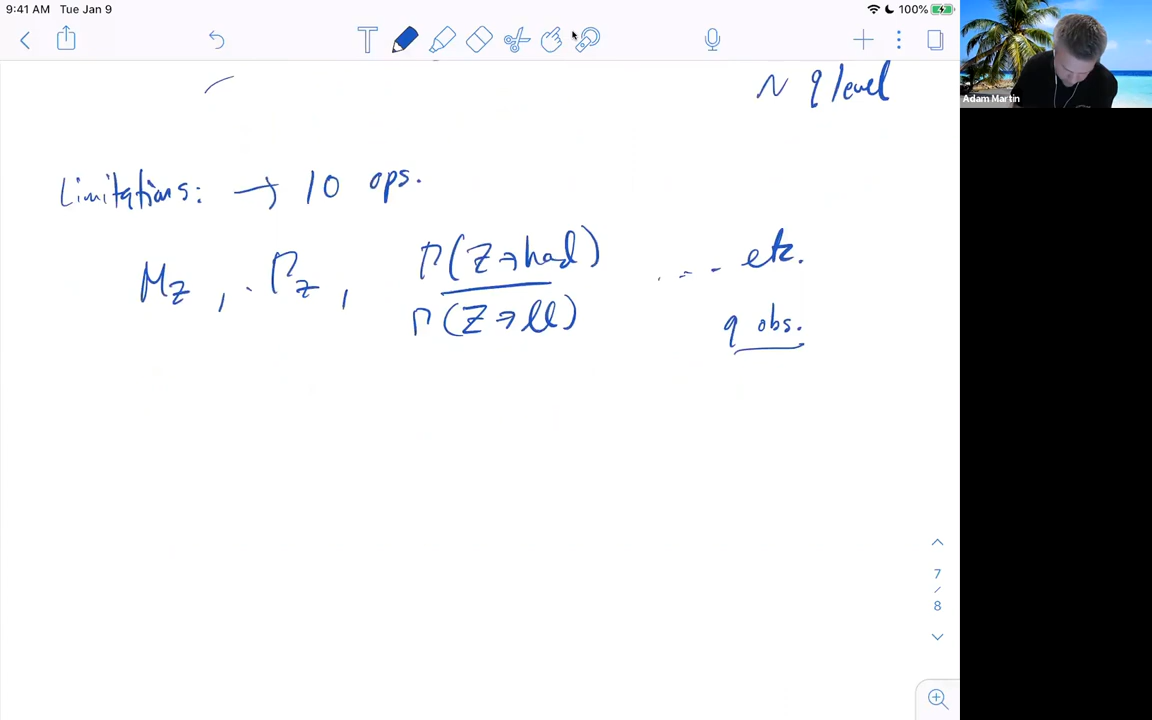 9:41 AM Tue Jan 9
100%
T
Adam Martin
~ q level
Limitations: → 10 ops.
M_Z , Γ_Z , Γ(Z→had) / Γ(Z→ll) .... etc.
9 obs.
7
/
8